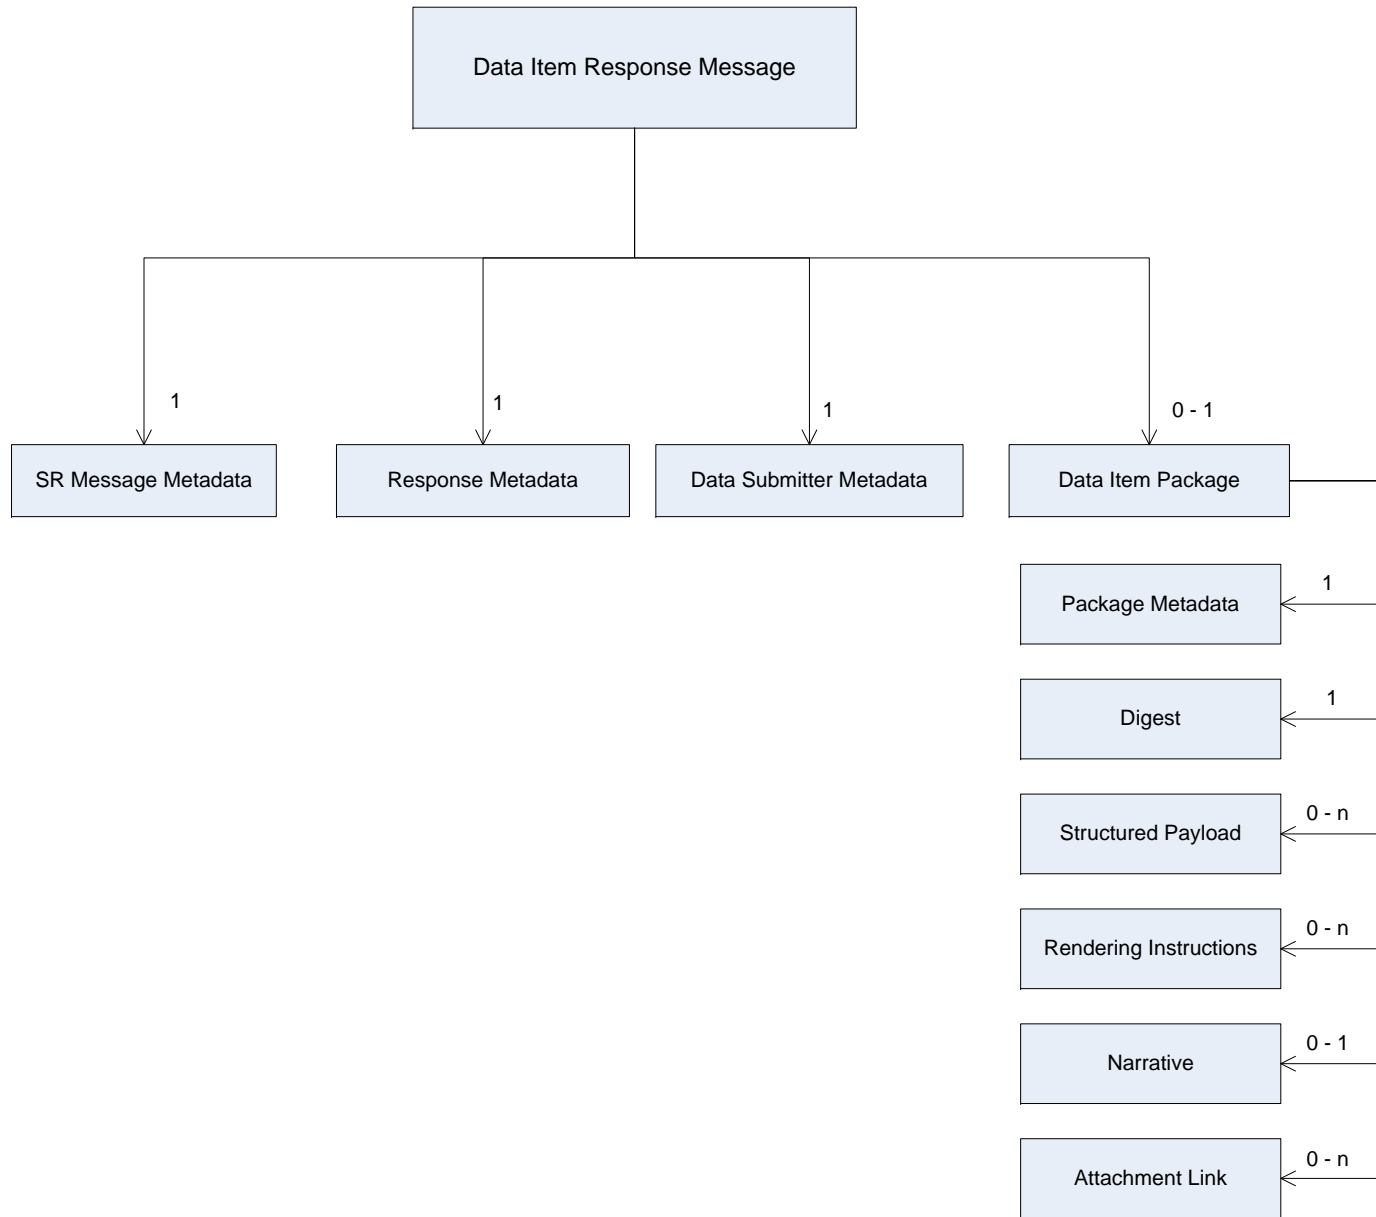 Data Item Response Message
1
1
1
0 - 1
SR Message Metadata
Response Metadata
Data Submitter Metadata
Data Item Package
1
Package Metadata
1
Digest
0 - n
Structured Payload
0 - n
Rendering Instructions
0 - 1
Narrative
0 - n
Attachment Link